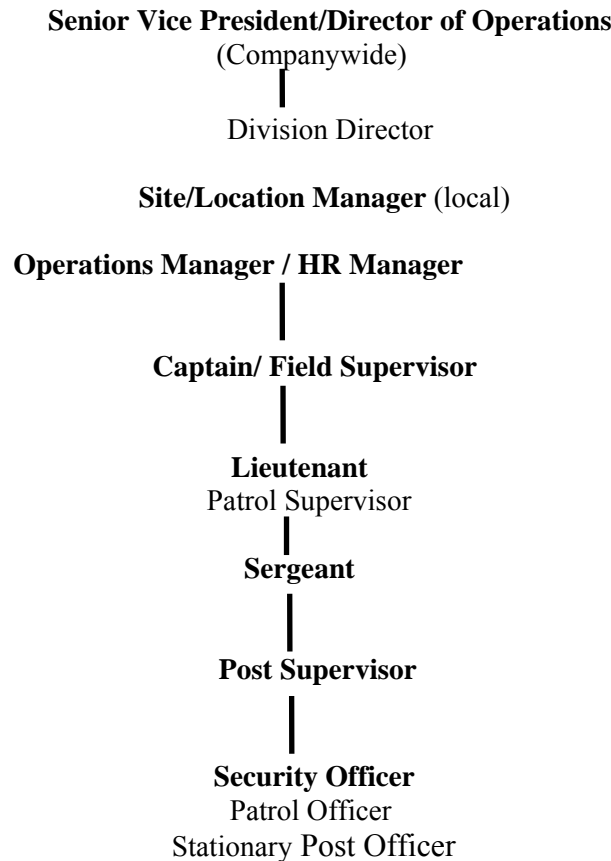 Senior Vice President/Director of Operations
(Companywide)
Division Director
Site/Location Manager (local)
Operations Manager / HR Manager
Captain/ Field Supervisor
Lieutenant
Patrol Supervisor
Sergeant
Post Supervisor
Security Officer
Patrol Officer
Stationary Post Officer